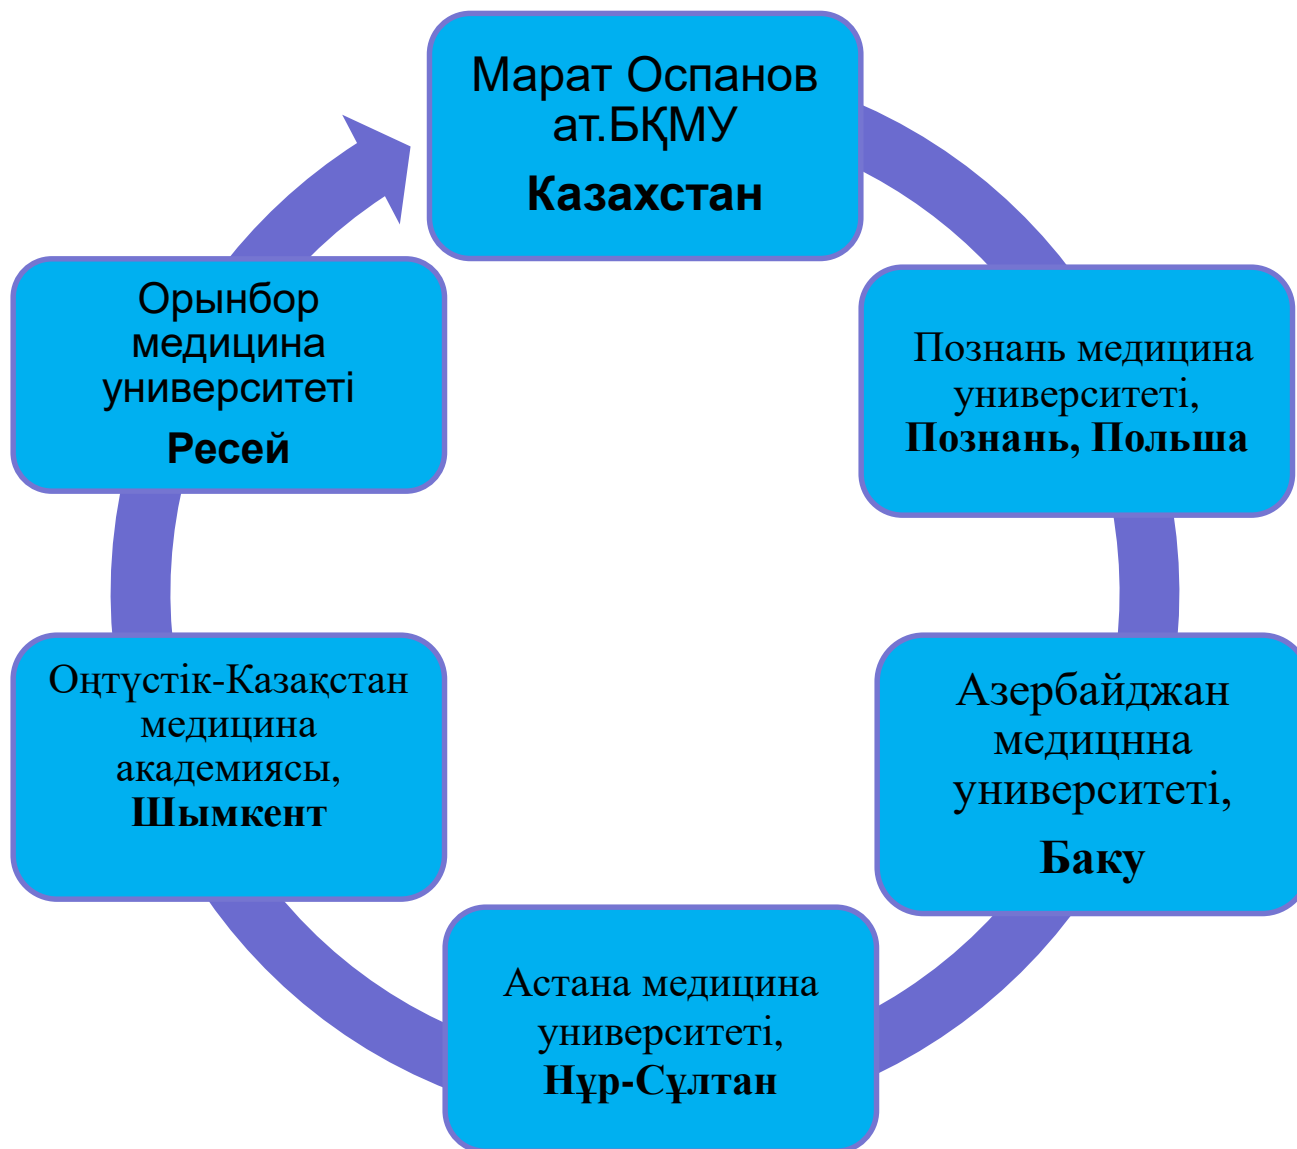 Марат Оспанов
ат.БҚМУ
Казахстан
Познань медицина
университеті,
Познань, Польша
Азербайджан
медицнна
университеті,
Баку
Астана медицина
университеті,
Нұр-Сұлтан
Оңтүстік-Казақстан
медицина
академиясы,
Шымкент
Орынбор
медицина
университеті
Ресей